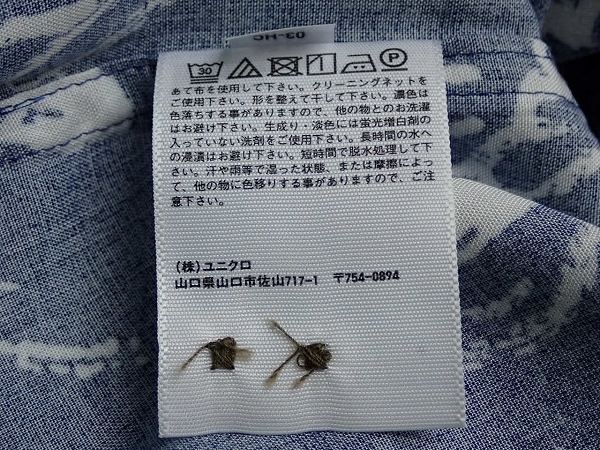 03-HC
30 P
あて布を使用して下さい。クリーニングネットを
ご使用下さい。形を整えて干して下さい。濃色は
色落ちする事がありますので、他の物とのお洗濯
はお避け下さい。生成り・淡色には蛍光増白剤の
入っていない洗剤をご使用下さい。長時間の水へ
の浸漬はお避け下さい。短時間で脱水処理して下
さい。汗や雨等で湿った状態、または摩擦によっ
て、他の物に色移りする事がありますので、ご注
意下さい。
(株)ユニクロ
山口県山口市佐山717-1 〒754-0894